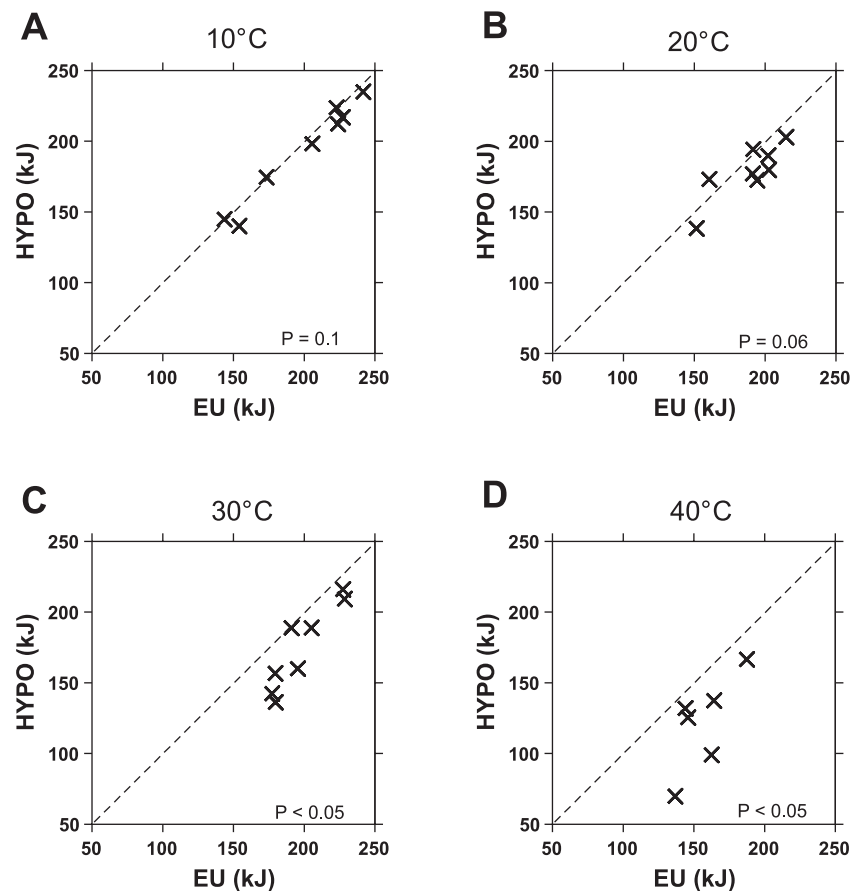 A
10°C
250
200
150
100
50
HYPO (kJ)
P = 0.1
50 100 150 200 250
EU (kJ)
B
20°C
250
200
150
100
50
HYPO (kJ)
P = 0.06
50 100 150 200 250
EU (kJ)
C
30°C
250
200
150
100
50
HYPO (kJ)
P < 0.05
50 100 150 200 250
EU (kJ)
D
40°C
250
200
150
100
50
HYPO (kJ)
P < 0.05
50 100 150 200 250
EU (kJ)